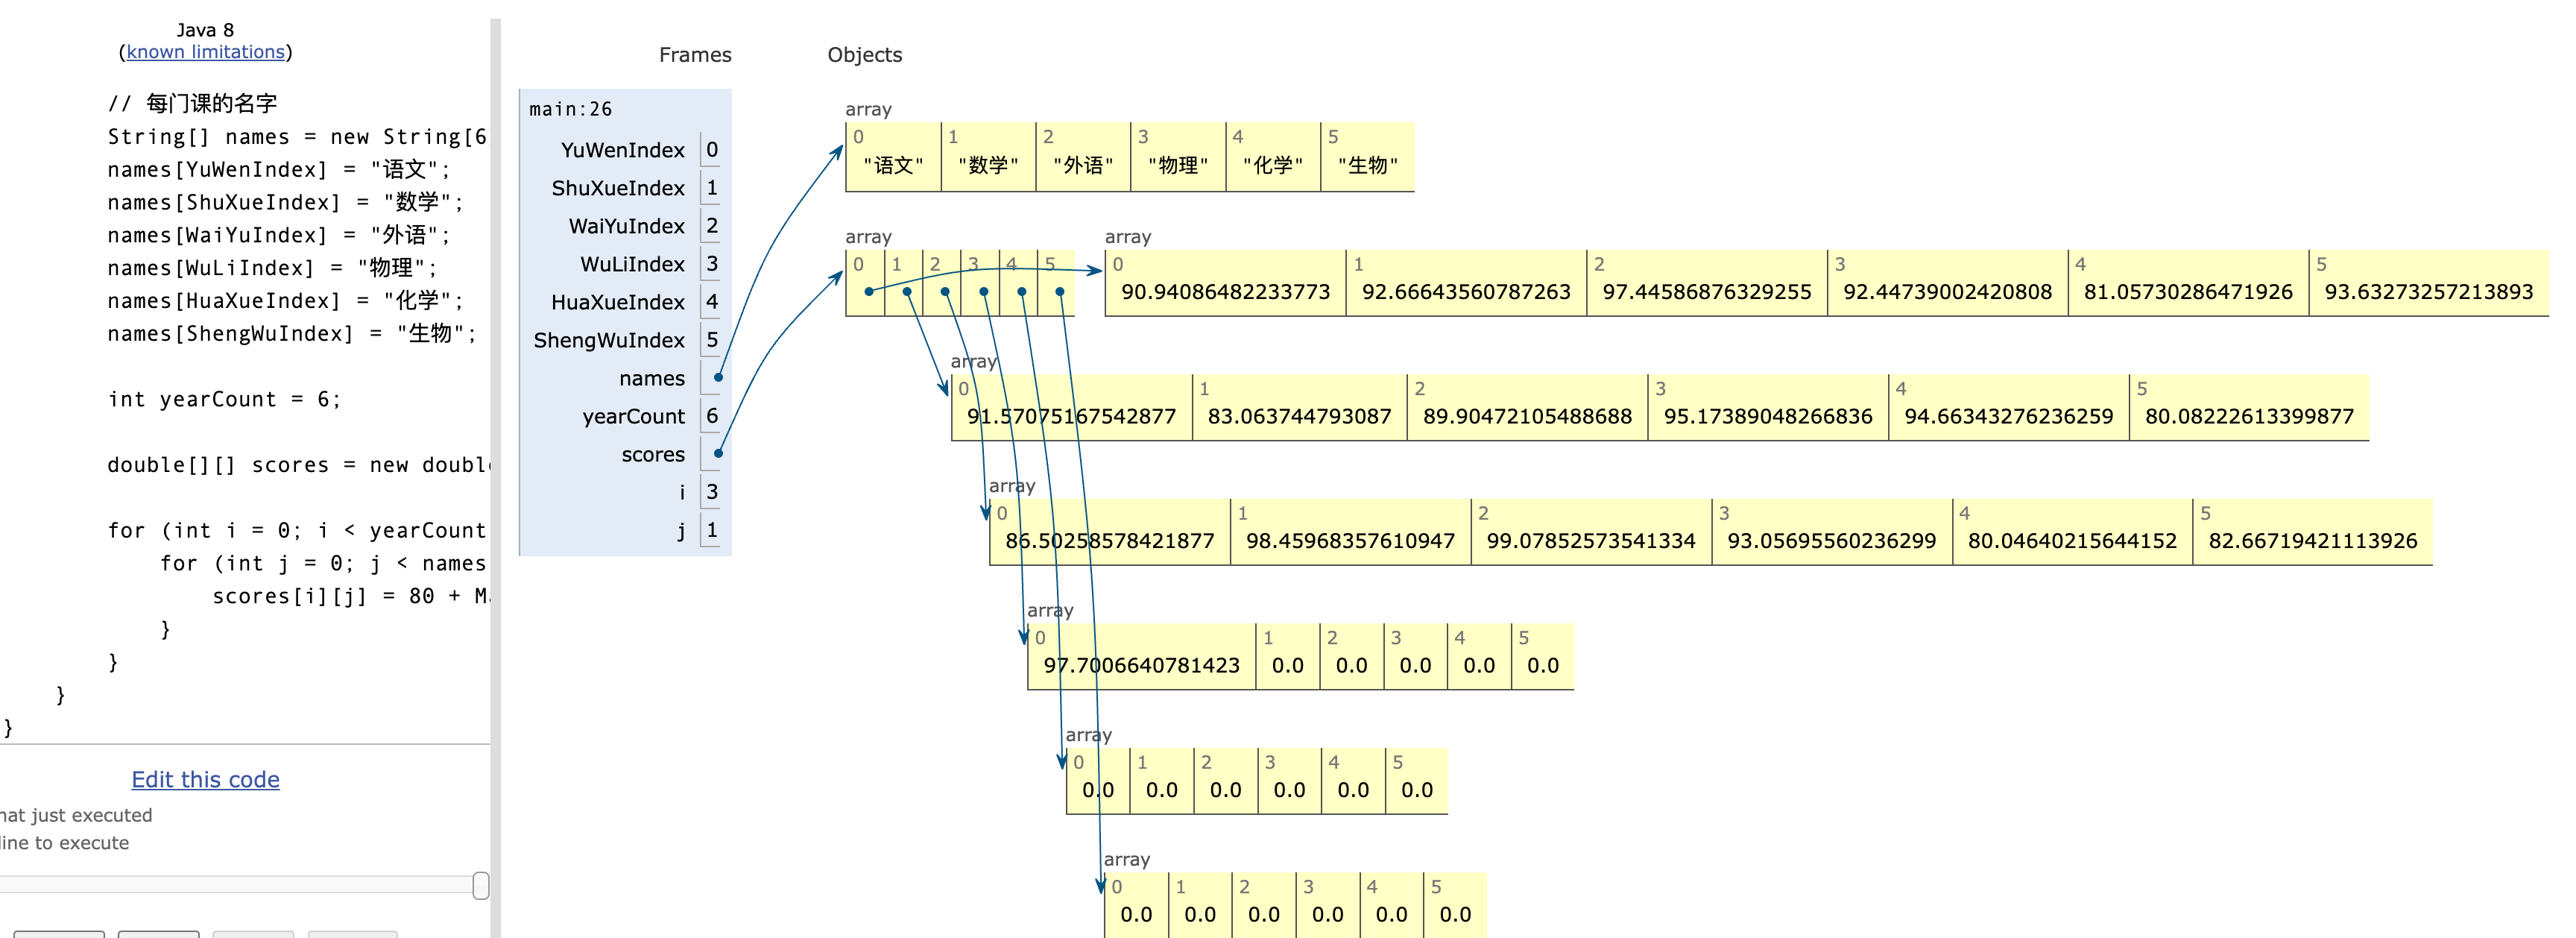 Java 8
(known limitations)
// 每门课的名字
String[] names = new String[6
names[YuWenIndex] = "语文";
names[ShuXueIndex] = "数学";
names[WaiYuIndex] = "外语";
names[WuLiIndex] = "物理";
names[HuaXueIndex] = "化学";
names[ShengWuIndex] = "生物";
int yearCount = 6;
double[][] scores = new doubl
for (int i = 0; i < yearCount
for (int j = 0; j < names
scores[i][j] = 80 + Ma
}
}
}
}
Edit this code
hat just executed
line to execute
Frames
Objects
main:26
YuWenIndex 0
ShuXueIndex 1
WaiYuIndex 2
WuLiIndex 3
HuaXueIndex 4
ShengWuIndex 5
names
yearCount 6
scores
i 3
j 1
array
0 1 2 3 4 5
"语文" "数学" "外语" "物理" "化学" "生物"
array
0 1 2 3 4 5
array
0 1 2 3 4 5
90.94086482233773 92.66643560787263 97.44586876329255 92.44739002420808 81.05730286471926 93.63273257213893
array
0 1 2 3 4 5
91.57075167542877 83.063744793087 89.90472105488688 95.17389048266836 94.66343276236259 80.08222613399877
array
0 1 2 3 4 5
86.50258578421877 98.45968357610947 99.07852573541334 93.05695560236299 80.04640215644152 82.66719421113926
array
0 1 2 3 4 5
97.7006640781423 0.0 0.0 0.0 0.0 0.0
array
0 1 2 3 4 5
0.0 0.0 0.0 0.0 0.0 0.0
array
0 1 2 3 4 5
0.0 0.0 0.0 0.0 0.0 0.0